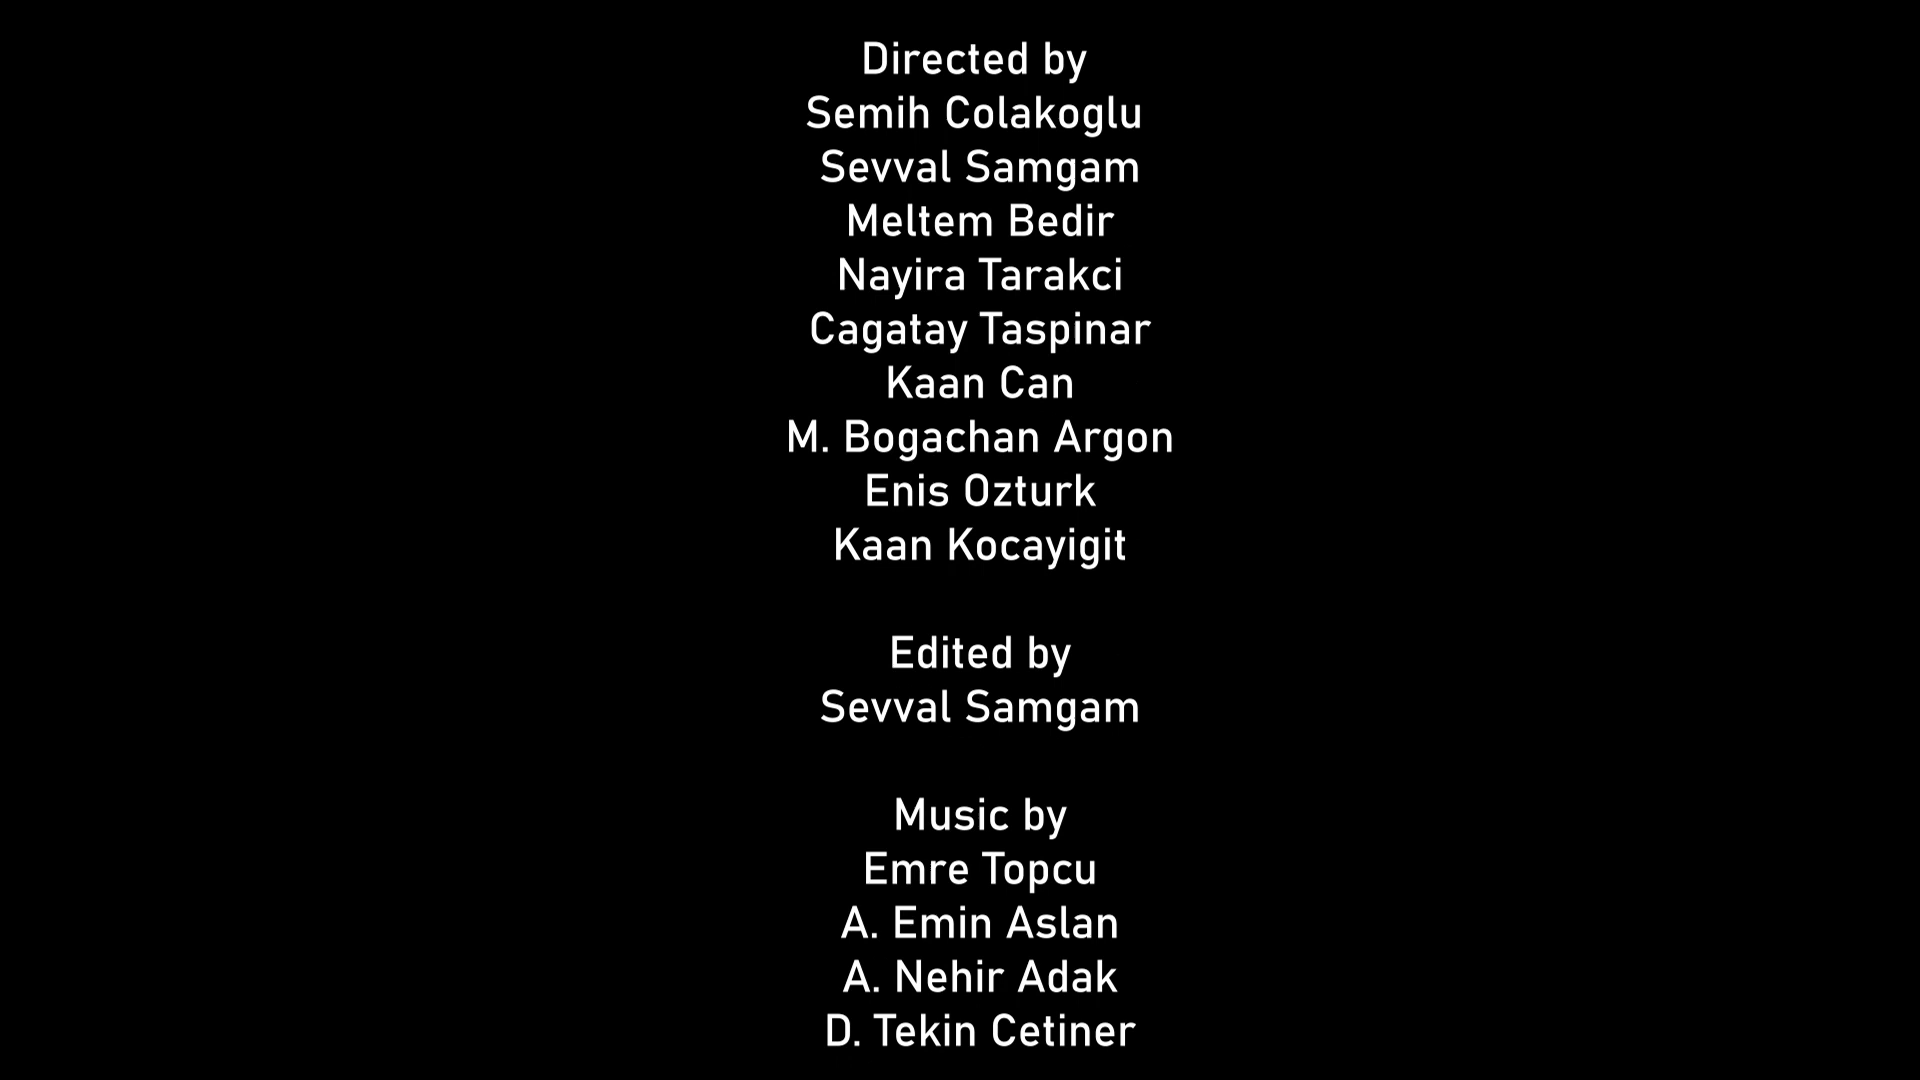 Directed by
Semih Colakoglu
Sevval Samgam
Meltem Bedir
Nayira Tarakci
Cagatay Taspinar
Kaan Can
M. Bogachan Argon
Enis Ozturk
Kaan Kocayigit
Edited by
Sevval Samgam
Music by
Emre Topcu
A. Emin Aslan
A. Nehir Adak
D. Tekin Cetiner